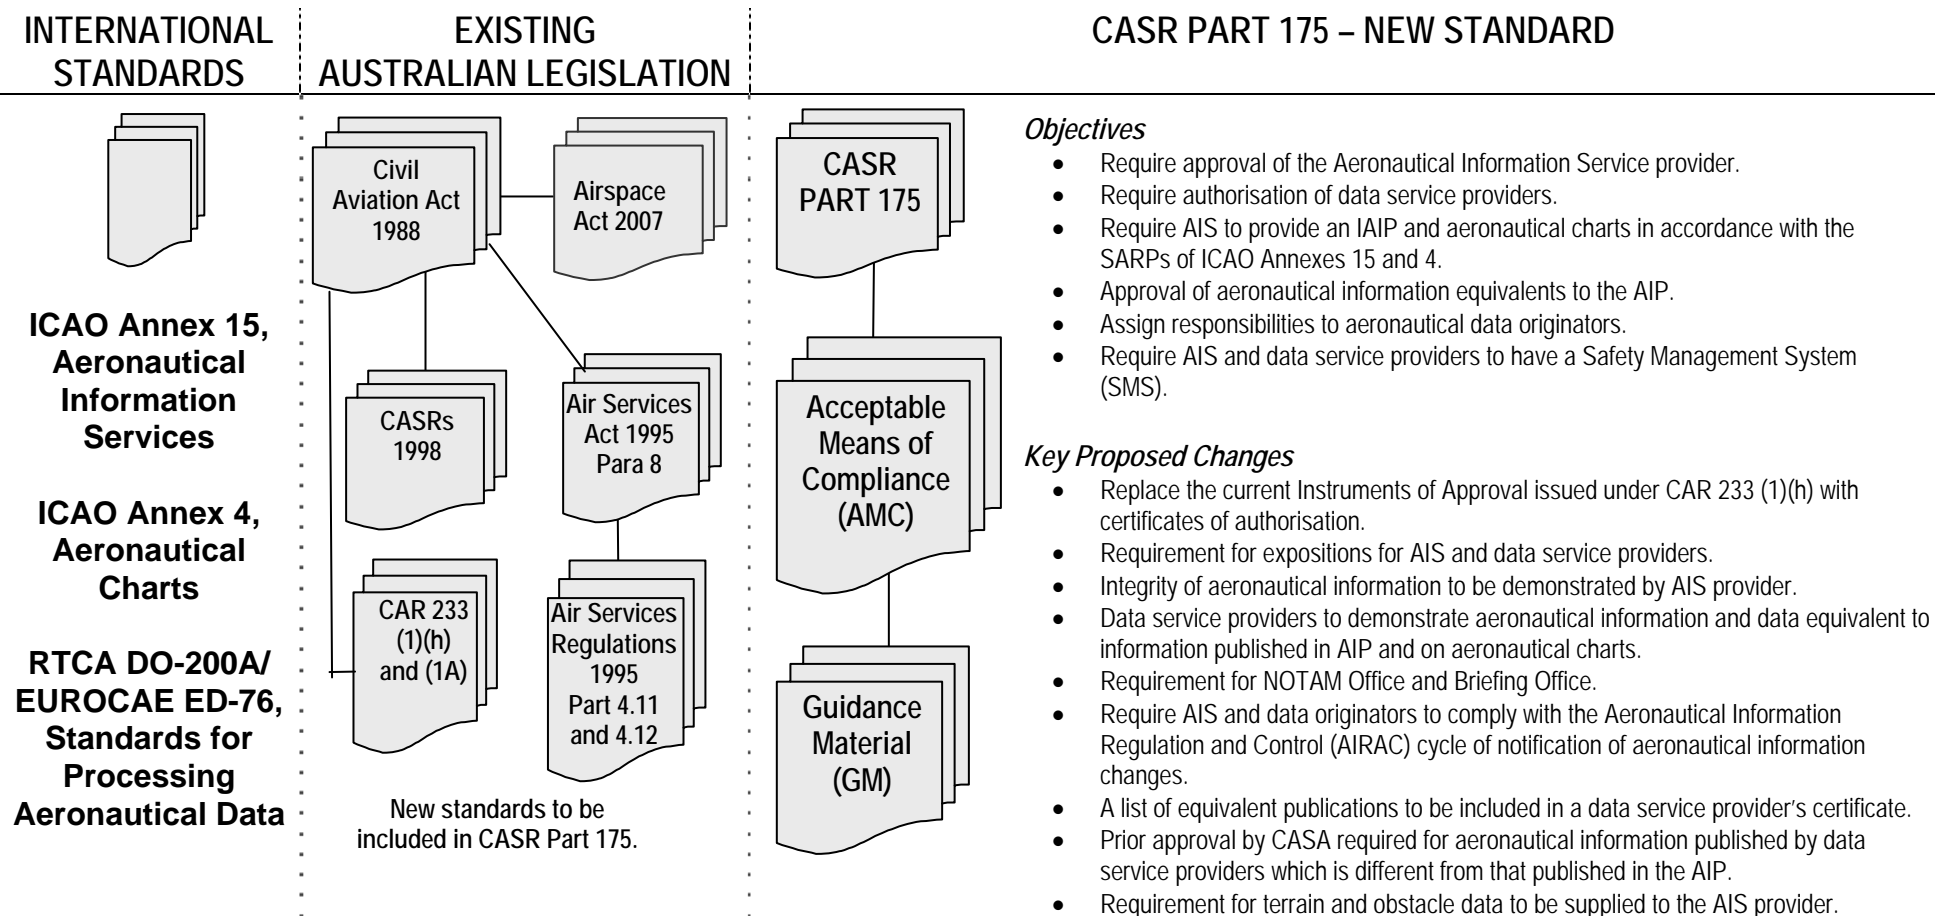 INTERNATIONAL
STANDARDS
EXISTING
AUSTRALIAN LEGISLATION
CASR PART 175 – NEW STANDARD
ICAO Annex 15,
Aeronautical
Information
Services
ICAO Annex 4,
Aeronautical
Charts
RTCA DO-200A/
EUROCAE ED-76,
Standards for
Processing
Aeronautical Data
Civil
Aviation Act
1988
Airspace
Act 2007
CASRs
1998
Air Services
Act 1995
Para 8
CAR 233
(1)(h)
and (1A)
Air Services
Regulations
1995
Part 4.11
and 4.12
New standards to be
included in CASR Part 175.
CASR
PART 175
Acceptable
Means of
Compliance
(AMC)
Guidance
Material
(GM)
Objectives
• Require approval of the Aeronautical Information Service provider.
• Require authorisation of data service providers.
• Require AIS to provide an IAIP and aeronautical charts in accordance with the
SARPs of ICAO Annexes 15 and 4.
• Approval of aeronautical information equivalents to the AIP.
• Assign responsibilities to aeronautical data originators.
• Require AIS and data service providers to have a Safety Management System
(SMS).
Key Proposed Changes
• Replace the current Instruments of Approval issued under CAR 233 (1)(h) with
certificates of authorisation.
• Requirement for expositions for AIS and data service providers.
• Integrity of aeronautical information to be demonstrated by AIS provider.
• Data service providers to demonstrate aeronautical information and data equivalent to
information published in AIP and on aeronautical charts.
• Requirement for NOTAM Office and Briefing Office.
• Require AIS and data originators to comply with the Aeronautical Information
Regulation and Control (AIRAC) cycle of notification of aeronautical information
changes.
• A list of equivalent publications to be included in a data service provider's certificate.
• Prior approval by CASA required for aeronautical information published by data
service providers which is different from that published in the AIP.
• Requirement for terrain and obstacle data to be supplied to the AIS provider.